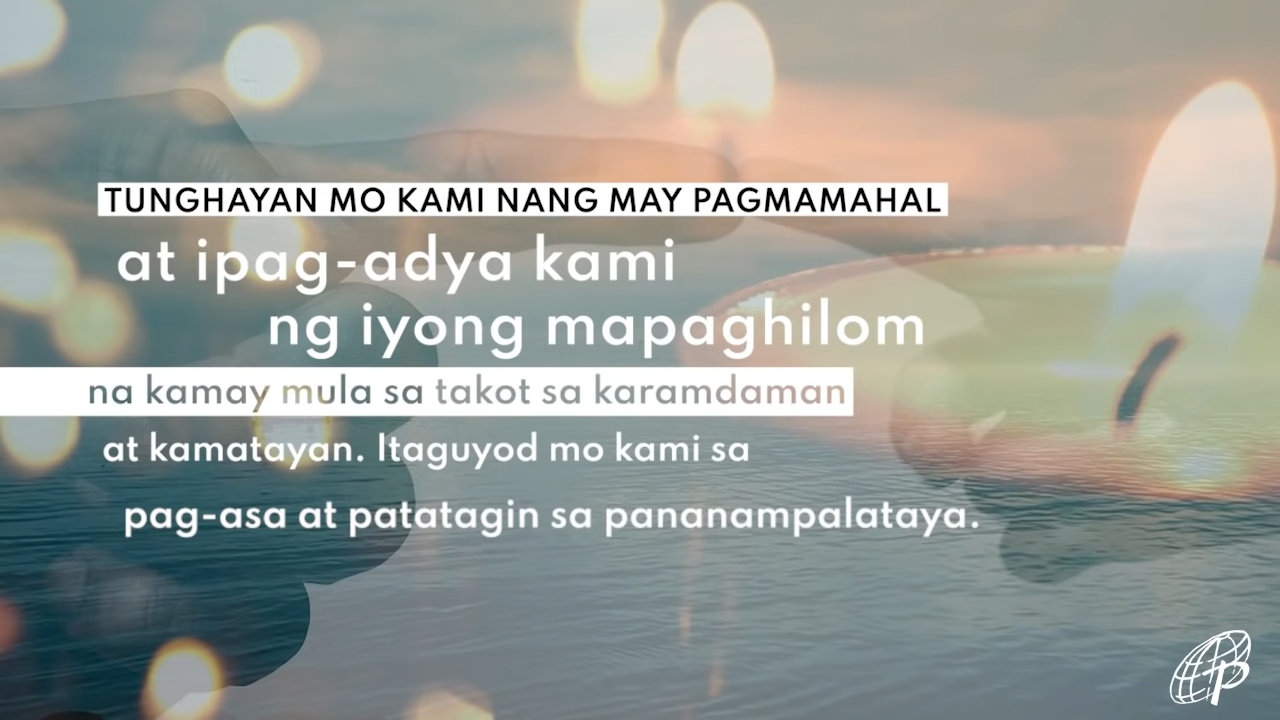 TUNGHAYAN MO KAMI NANG MAY PAGMAMAHAL
at ipag-adya kami
ng iyong mapaghilom
na kamay mula sa takot sa karamdaman
at kamatayan. Itaguyod mo kami sa
pag-asa at patatagin sa pananampalataya.